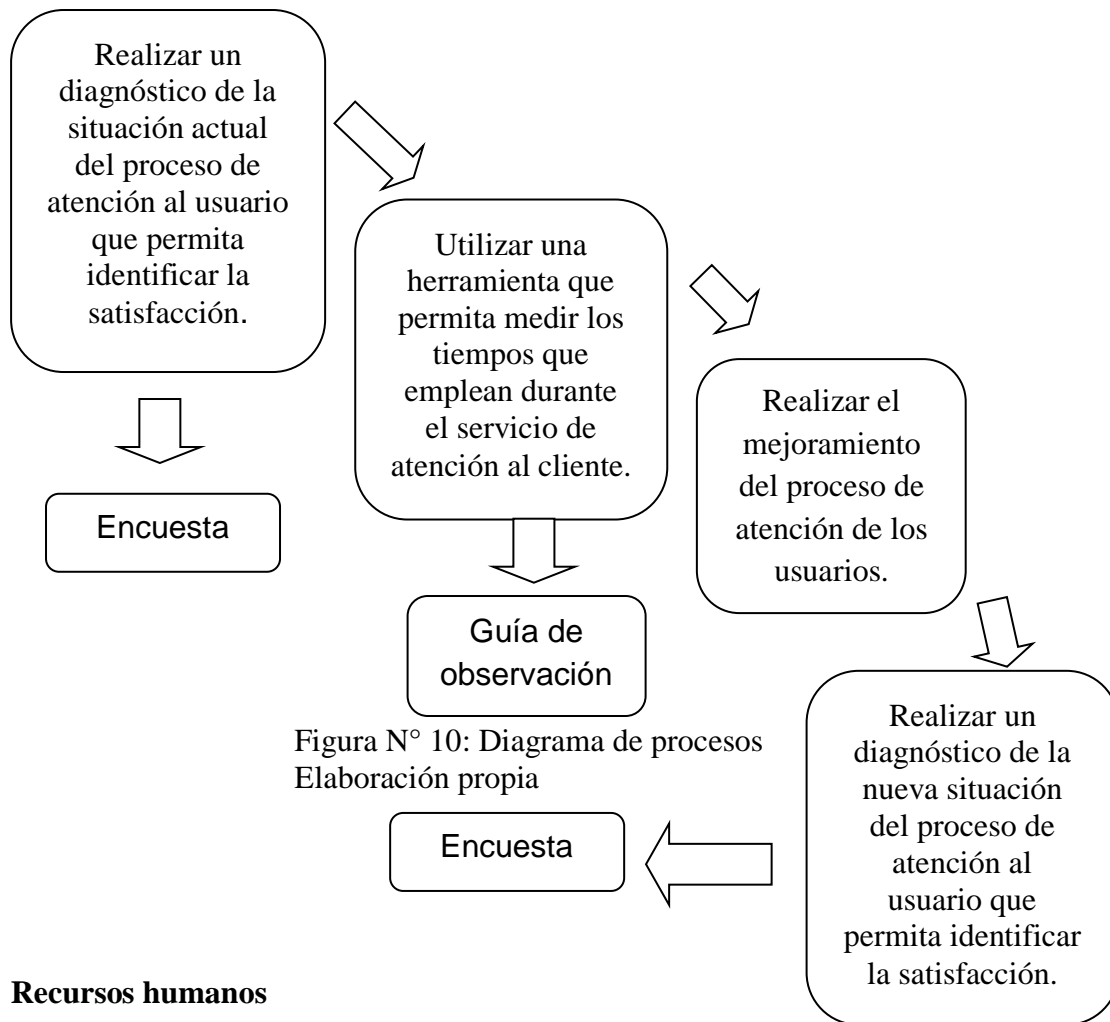 Realizar un
diagnóstico de la
situación actual
del proceso de
atención al usuario
que permita
identificar la
satisfacción.
Encuesta
Utilizar una
herramienta que
permita medir los
tiempos que
emplean durante
el servicio de
atención al cliente.
Guía de
observación
Realizar el
mejoramiento
del proceso de
atención de los
usuarios.
Realizar un
diagnóstico de la
nueva situación
del proceso de
atención al
usuario que
permita identificar
la satisfacción.
Encuesta
Figura N° 10: Diagrama de procesos
Elaboración propia
Recursos humanos